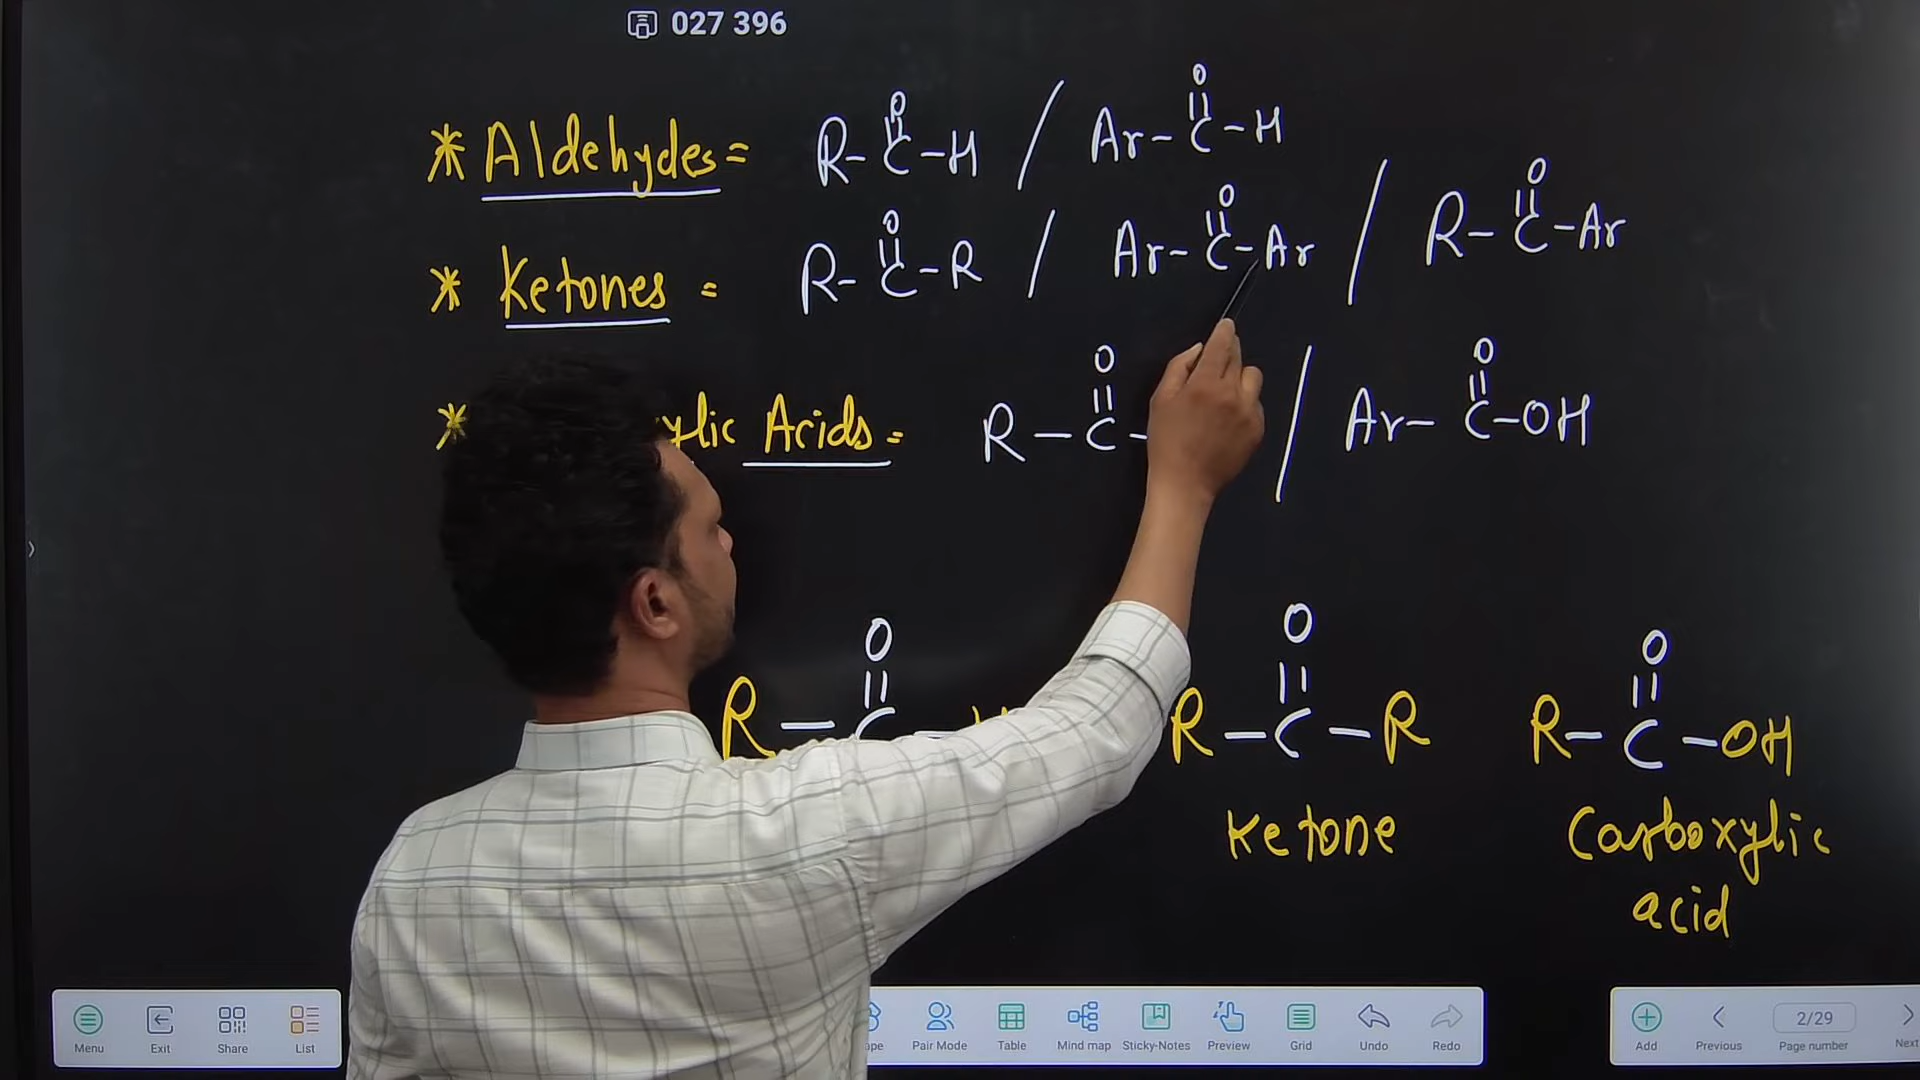 027 396
* Aldehydes = R-C-H / Ar-C-H
O O
|| ||
* Ketones = R-C-R / Ar-C-Ar / R-C-Ar
O O O
|| || ||
* ylic Acids = R-C- / Ar-C-OH
O O
|| ||
O O O
|| || ||
R-C- R-C-R R-C-OH
Ketone Carboxylic
acid
Menu Exit Share List Pair Mode Table Mind map Sticky-Notes Preview Grid Undo Redo Add Previous 2/29 Page number Next